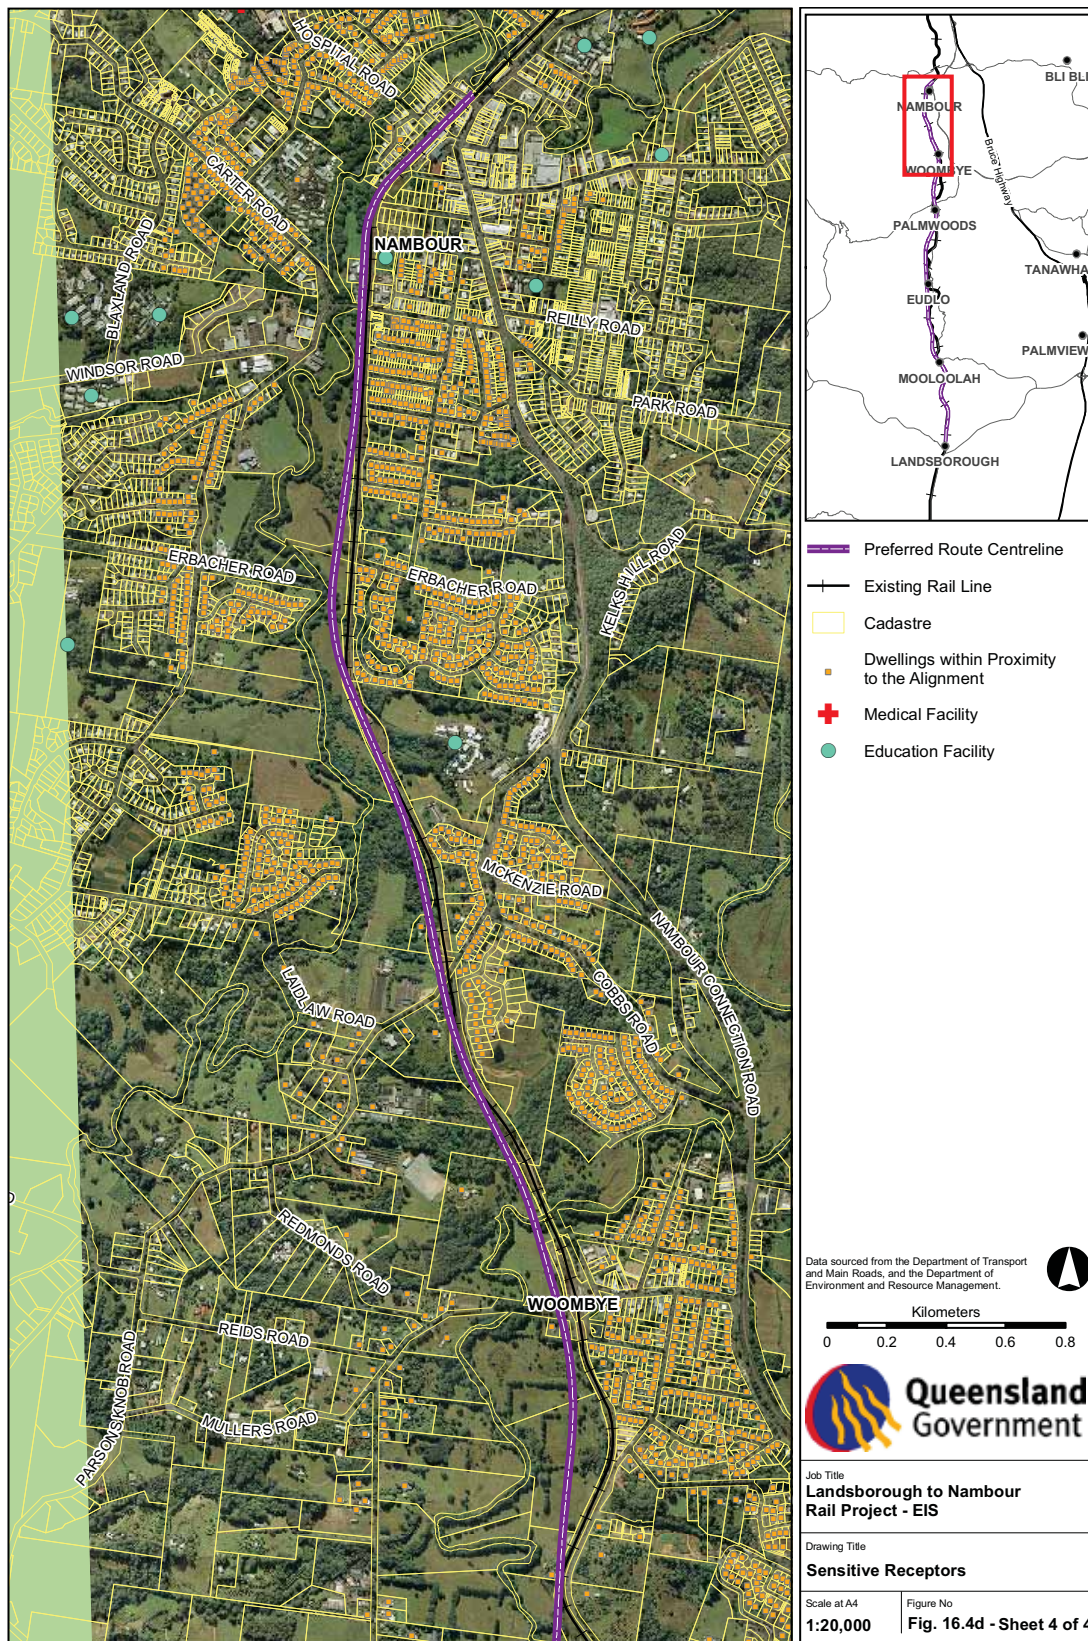 HOSPITAL ROAD
CARTER ROAD
NAMBOUR
BLAXLAND ROAD
REILLY ROAD
WINDSOR ROAD
PARK ROAD
KELKS HILL ROAD
ERBACHER ROAD
ERBACHER ROAD
MCKENZIE ROAD
NAMBOUR CONNECTION ROAD
COBBS ROAD
LAIDLAW ROAD
REDMONDS ROAD
WOOMBYE
REIDS ROAD
PARSONS KNOB ROAD
MULLERS ROAD
BLI BLI
NAMBOUR
Bruce Highway
WOOMBYE
PALMWOODS
TANAWHA
EUDLO
PALMVIEW
MOOLOOLAH
LANDSBOROUGH
Preferred Route Centreline
Existing Rail Line
Cadastre
Dwellings within Proximity
to the Alignment
Medical Facility
Education Facility
Data sourced from the Department of Transport
and Main Roads, and the Department of
Environment and Resource Management.
Kilometers
0 0.2 0.4 0.6 0.8
Queensland
Government
Job Title
Landsborough to Nambour
Rail Project - EIS
Drawing Title
Sensitive Receptors
Scale at A4
1:20,000
Figure No
Fig. 16.4d - Sheet 4 of 4